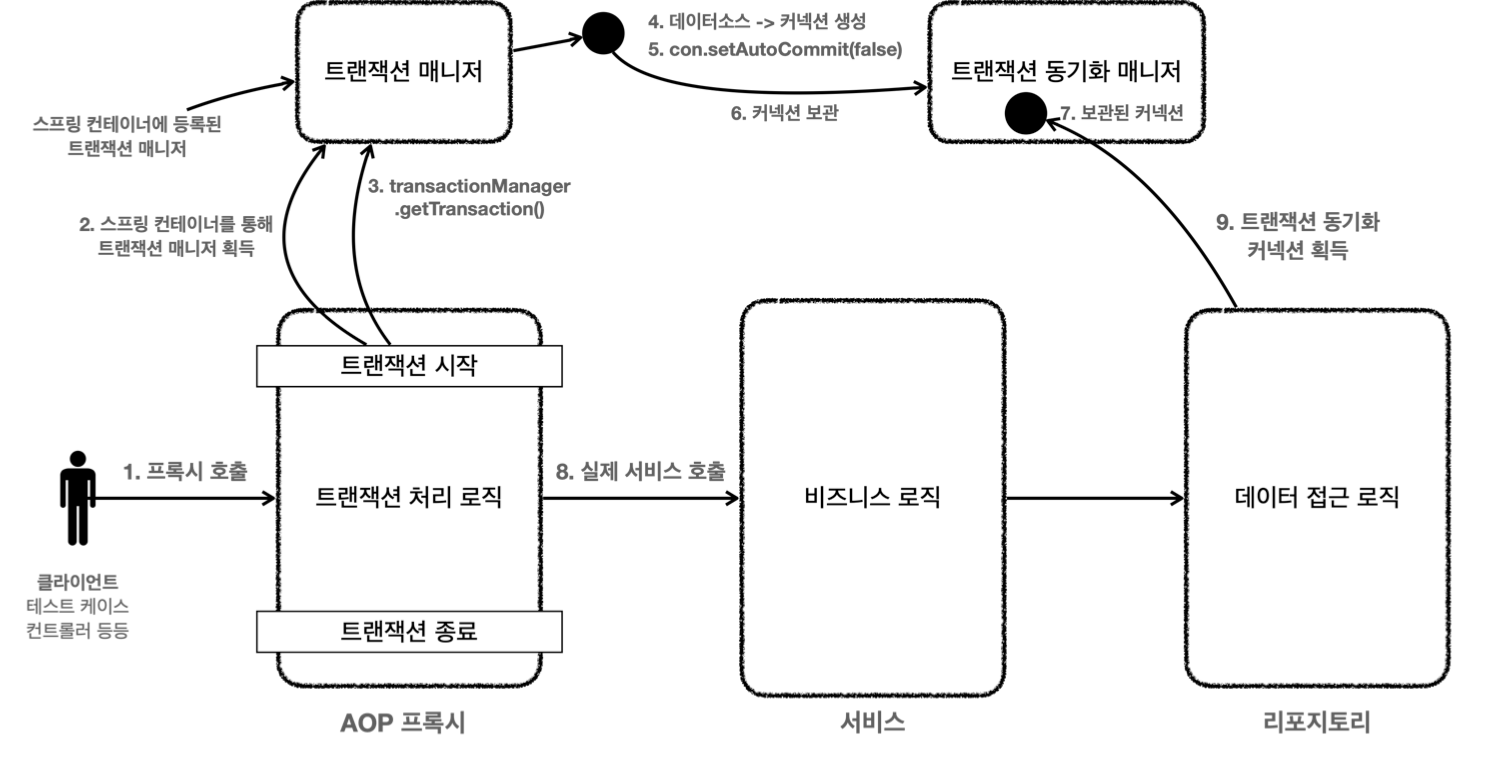 트랜잭션 매니저
4. 데이터소스 -> 커넥션 생성
5. con.setAutoCommit(false)
트랜잭션 동기화 매니저
6. 커넥션 보관
7. 보관된 커넥션
스프링 컨테이너에 등록된
트랜잭션 매니저
3. transactionManager
.getTransaction()
2. 스프링 컨테이너를 통해
트랜잭션 매니저 획득
9. 트랜잭션 동기화
커넥션 획득
트랜잭션 시작
1. 프록시 호출
트랜잭션 처리 로직
8. 실제 서비스 호출
비즈니스 로직
데이터 접근 로직
클라이언트
테스트 케이스
컨트롤러 등등
트랜잭션 종료
AOP 프록시
서비스
리포지토리